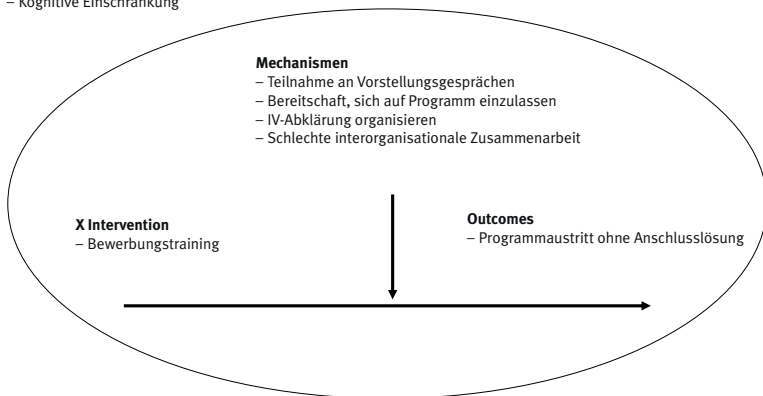 – Kognitive Einschränkung
Mechanismen
– Teilnahme an Vorstellungsgesprächen
– Bereitschaft, sich auf Programm einzulassen
– IV-Abklärung organisieren
– Schlechte interorganisationale Zusammenarbeit
X Intervention
– Bewerbungstraining
Outcomes
– Programmaustritt ohne Anschlusslösung